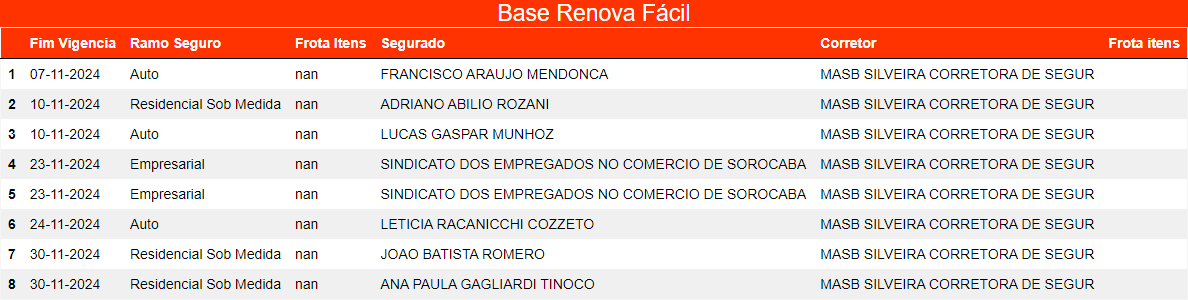 Base Renova Fácil
Fim Vigencia Ramo Seguro Frota Itens Segurado Corretor Frota itens
1 07-11-2024 Auto nan FRANCISCO ARAUJO MENDONCA MASB SILVEIRA CORRETORA DE SEGUR
2 10-11-2024 Residencial Sob Medida nan ADRIANO ABILIO ROZANI MASB SILVEIRA CORRETORA DE SEGUR
3 10-11-2024 Auto nan LUCAS GASPAR MUNHOZ MASB SILVEIRA CORRETORA DE SEGUR
4 23-11-2024 Empresarial nan SINDICATO DOS EMPREGADOS NO COMERCIO DE SOROCABA MASB SILVEIRA CORRETORA DE SEGUR
5 23-11-2024 Empresarial nan SINDICATO DOS EMPREGADOS NO COMERCIO DE SOROCABA MASB SILVEIRA CORRETORA DE SEGUR
6 24-11-2024 Auto nan LETICIA RACANICCHI COZZETO MASB SILVEIRA CORRETORA DE SEGUR
7 30-11-2024 Residencial Sob Medida nan JOAO BATISTA ROMERO MASB SILVEIRA CORRETORA DE SEGUR
8 30-11-2024 Residencial Sob Medida nan ANA PAULA GAGLIARDI TINOCO MASB SILVEIRA CORRETORA DE SEGUR